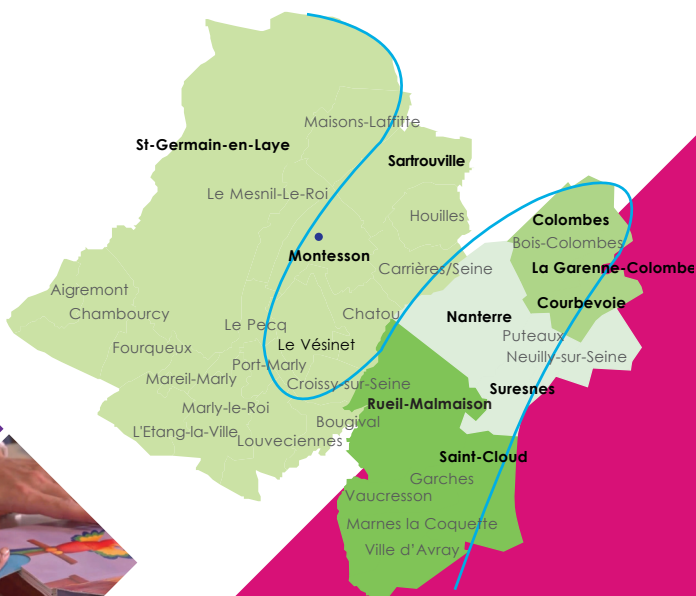 Maisons-Laffitte
St-Germain-en-Laye
Sartrouville
Le Mesnil-Le-Roi
Houilles
Colombes
Bois-Colombes
Montesson
Carrières/Seine
La Garenne-Colombe
Aigremont
Chambourcy
Courbevoie
Chatou
Nanterre
Le Pecq
Puteaux
Fourqueux
Le Vésinet
Neuilly-sur-Seine
Port-Marly
Mareil-Marly
Croissy-sur-Seine
Suresnes
Marly-le-Roi
Rueil-Malmaison
L'Etang-la-Ville
Bougival
Louveciennes
Saint-Cloud
Garches
Vaucresson
Marnes la Coquette
Ville d’Avray